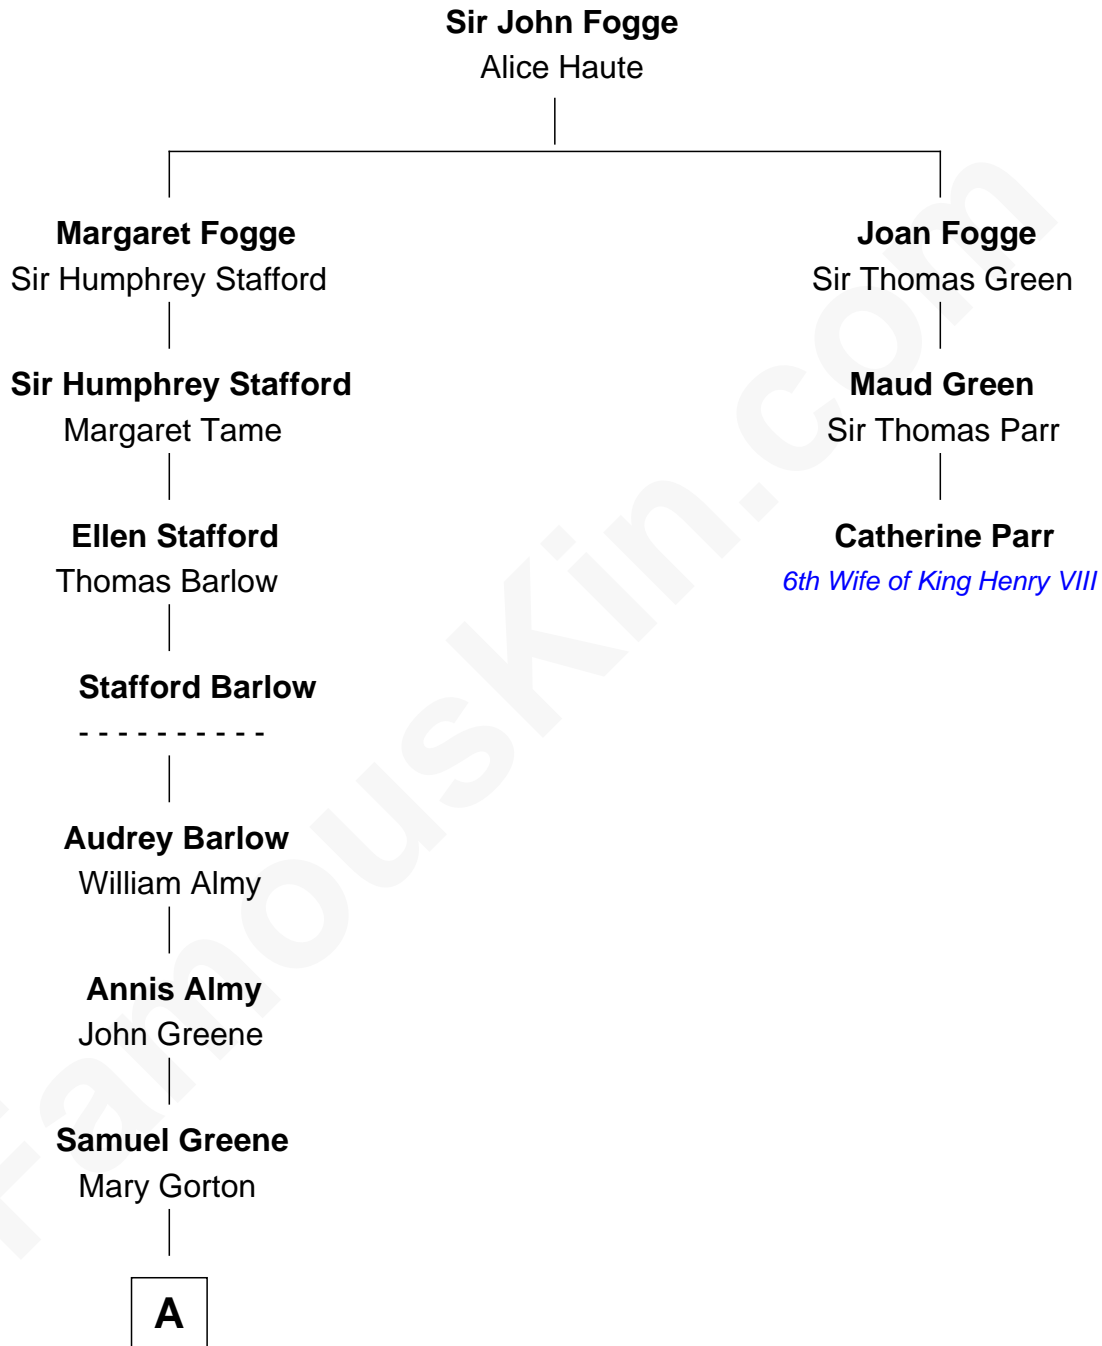 Sir John Fogge
Alice Haute
Margaret Fogge
Sir Humphrey Stafford
Joan Fogge
Sir Thomas Green
Sir Humphrey Stafford
Margaret Tame
Maud Green
Sir Thomas Parr
Ellen Stafford
Thomas Barlow
Catherine Parr
6th Wife of King Henry VIII
Stafford Barlow
- - - - - - - - - -
Audrey Barlow
William Almy
Annis Almy
John Greene
Samuel Greene
Mary Gorton
A
FamousKin.com